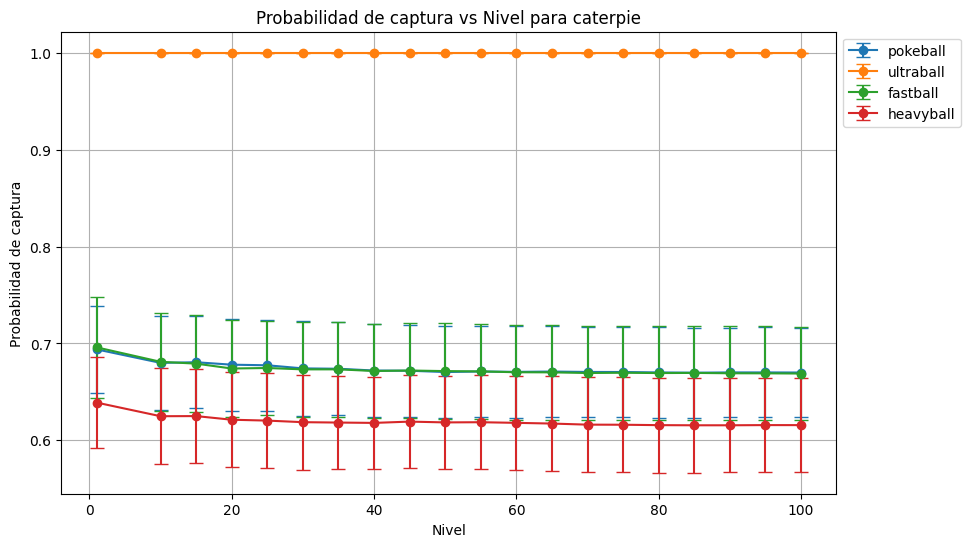 Probabilidad de captura vs Nivel para caterpie
Probabilidad de captura
1.0
0.9
0.8
0.7
0.6
0
20
40
60
80
100
Nivel
pokeball
ultraball
fastball
heavyball